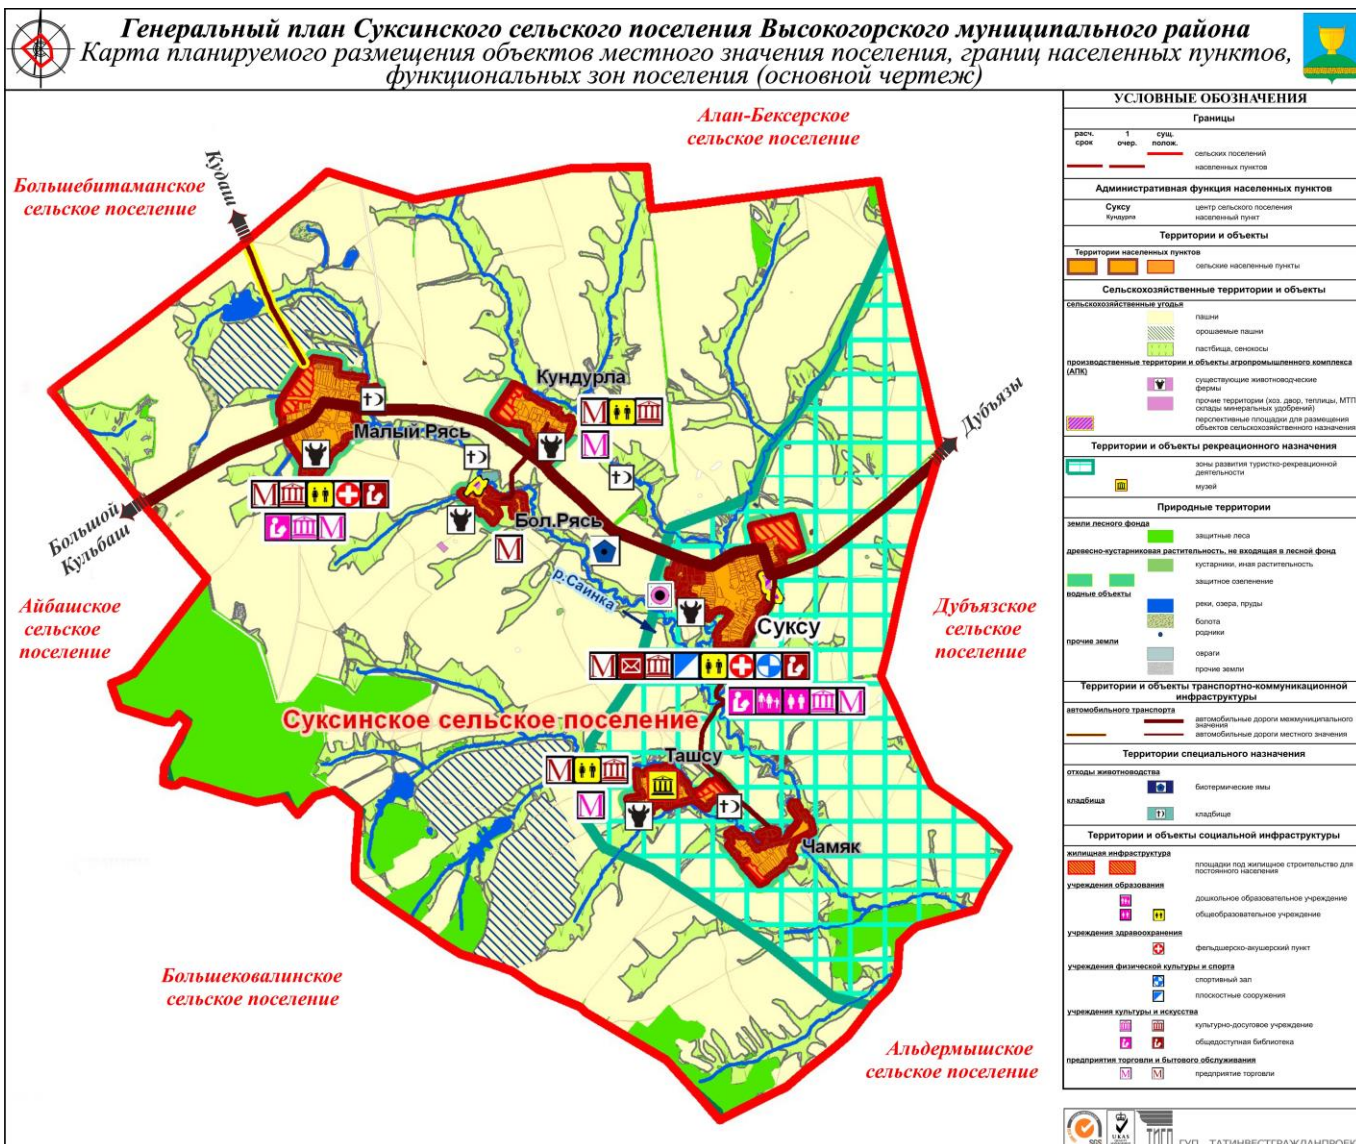 Генеральный план Суксинского сельского поселения Высокогорского муниципального района
Карта планируемого размещения объектов местного значения поселения, границ населенных пунктов,
функциональных зон поселения (основной чертеж)
Алан-Бексерское
сельское поселение
Большебитаманское
сельское поселение
Кудаш
Кундурла
Дубъязы
Малый Рясь
Бол.Рясь
Большой
Кульбаш
р.Саинка
Айбашское
сельское
поселение
Дубъязское
сельское
поселение
Суксу
Суксинское сельское поселение
Ташсу
Чамяк
Большековалинское
сельское поселение
Альдермышское
сельское поселение
УСЛОВНЫЕ ОБОЗНАЧЕНИЯ
Границы
расч. срок
1 очер.
сущ. полож.
сельских поселений
населенных пунктов
Административная функция населенных пунктов
Суксу центр сельского поселения
Кундурла населенный пункт
Территории и объекты
Территории населенных пунктов
сельские населенные пункты
Сельскохозяйственные территории и объекты
сельскохозяйственные угодья
пашни
орошаемые пашни
пастбища, сенокосы
производственные территории и объекты агропромышленного комплекса
(АПК)
существующие животноводческие
фермы
прочие территории (хоз. двор, теплицы, МТП
склады минеральных удобрений)
перспективные площадки для размещения
объектов сельскохозяйственного назначения
Территории и объекты рекреационного назначения
зоны развития туристко-рекреационной
деятельности
музей
Природные территории
земли лесного фонда
защитные леса
древесно-кустарниковая растительность, не входящая в лесной фонд
кустарники, иная растительность
защитное озеленение
водные объекты
реки, озера, пруды
болота
родники
прочие земли
овраги
прочие земли
Территории и объекты транспортно-коммуникационной
инфраструктуры
автомобильного транспорта
автомобильные дороги межмуниципального
значения
автомобильные дороги местного значения
Территории специального назначения
отходы животноводства
биотермические ямы
кладбища
кладбище
Территории и объекты социальной инфраструктуры
жилищная инфраструктура
площадки под жилищное строительство для
постоянного населения
учреждения образования
дошкольное образовательное учреждение
общеобразовательное учреждение
учреждения здравоохранения
фельдшерско-акушерский пункт
учреждения физической культуры и спорта
спортивный зал
плоскостные сооружения
учреждения культуры и искусства
культурно-досуговое учреждение
общедоступная библиотека
предприятия торговли и бытового обслуживания
предприятие торговли
SGS
UKAS
ГУП